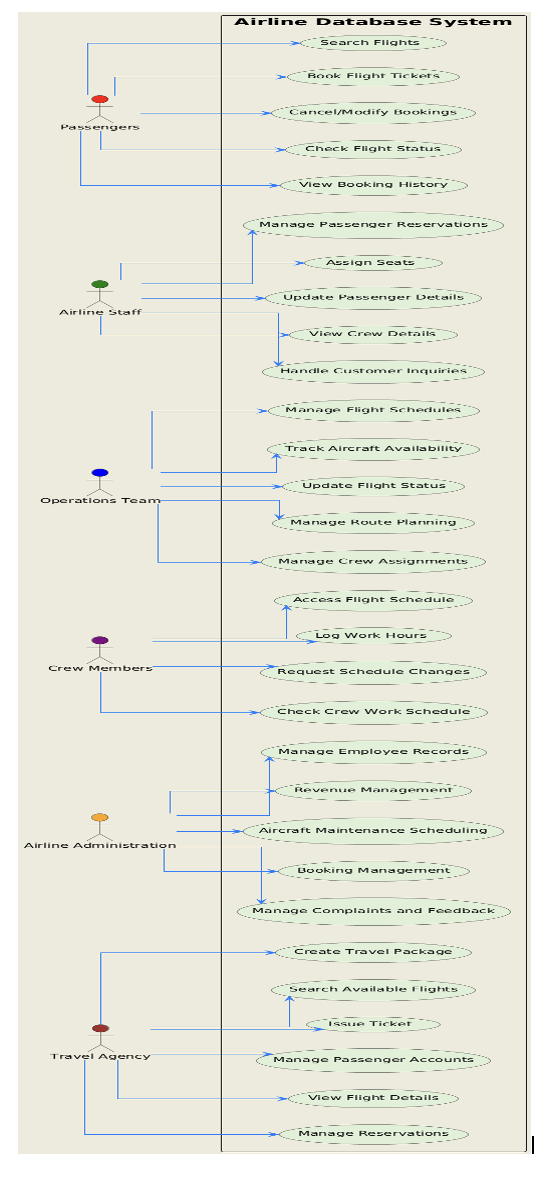 Airline Database System
Search Flights
Book Flight Tickets
Cancel/Modify Bookings
Passengers
Check Flight Status
View Booking History
Manage Passenger Reservations
Assign Seats
Update Passenger Details
Airline Staff
View Crew Details
Handle Customer Inquiries
Manage Flight Schedules
Track Aircraft Availability
Update Flight Status
Operations Team
Manage Route Planning
Manage Crew Assignments
Access Flight Schedule
Log Work Hours
Crew Members
Request Schedule Changes
Check Crew Work Schedule
Manage Employee Records
Revenue Management
Aircraft Maintenance Scheduling
Airline Administration
Booking Management
Manage Complaints and Feedback
Create Travel Package
Search Available Flights
Issue Ticket
Travel Agency
Manage Passenger Accounts
View Flight Details
Manage Reservations